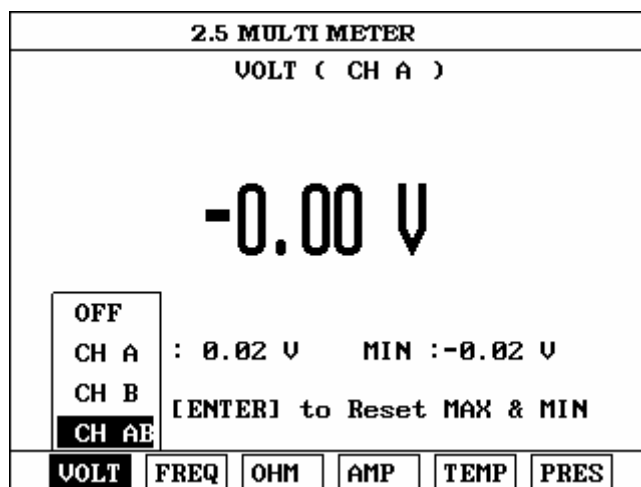 2.5 MULTI METER
VOLT ( CH A )
-0.00 V
OFF
CH A : 0.02 V MIN :-0.02 V
CH B
[ENTER] to Reset MAX & MIN
CH AB
VOLT FREQ OHM AMP TEMP PRES